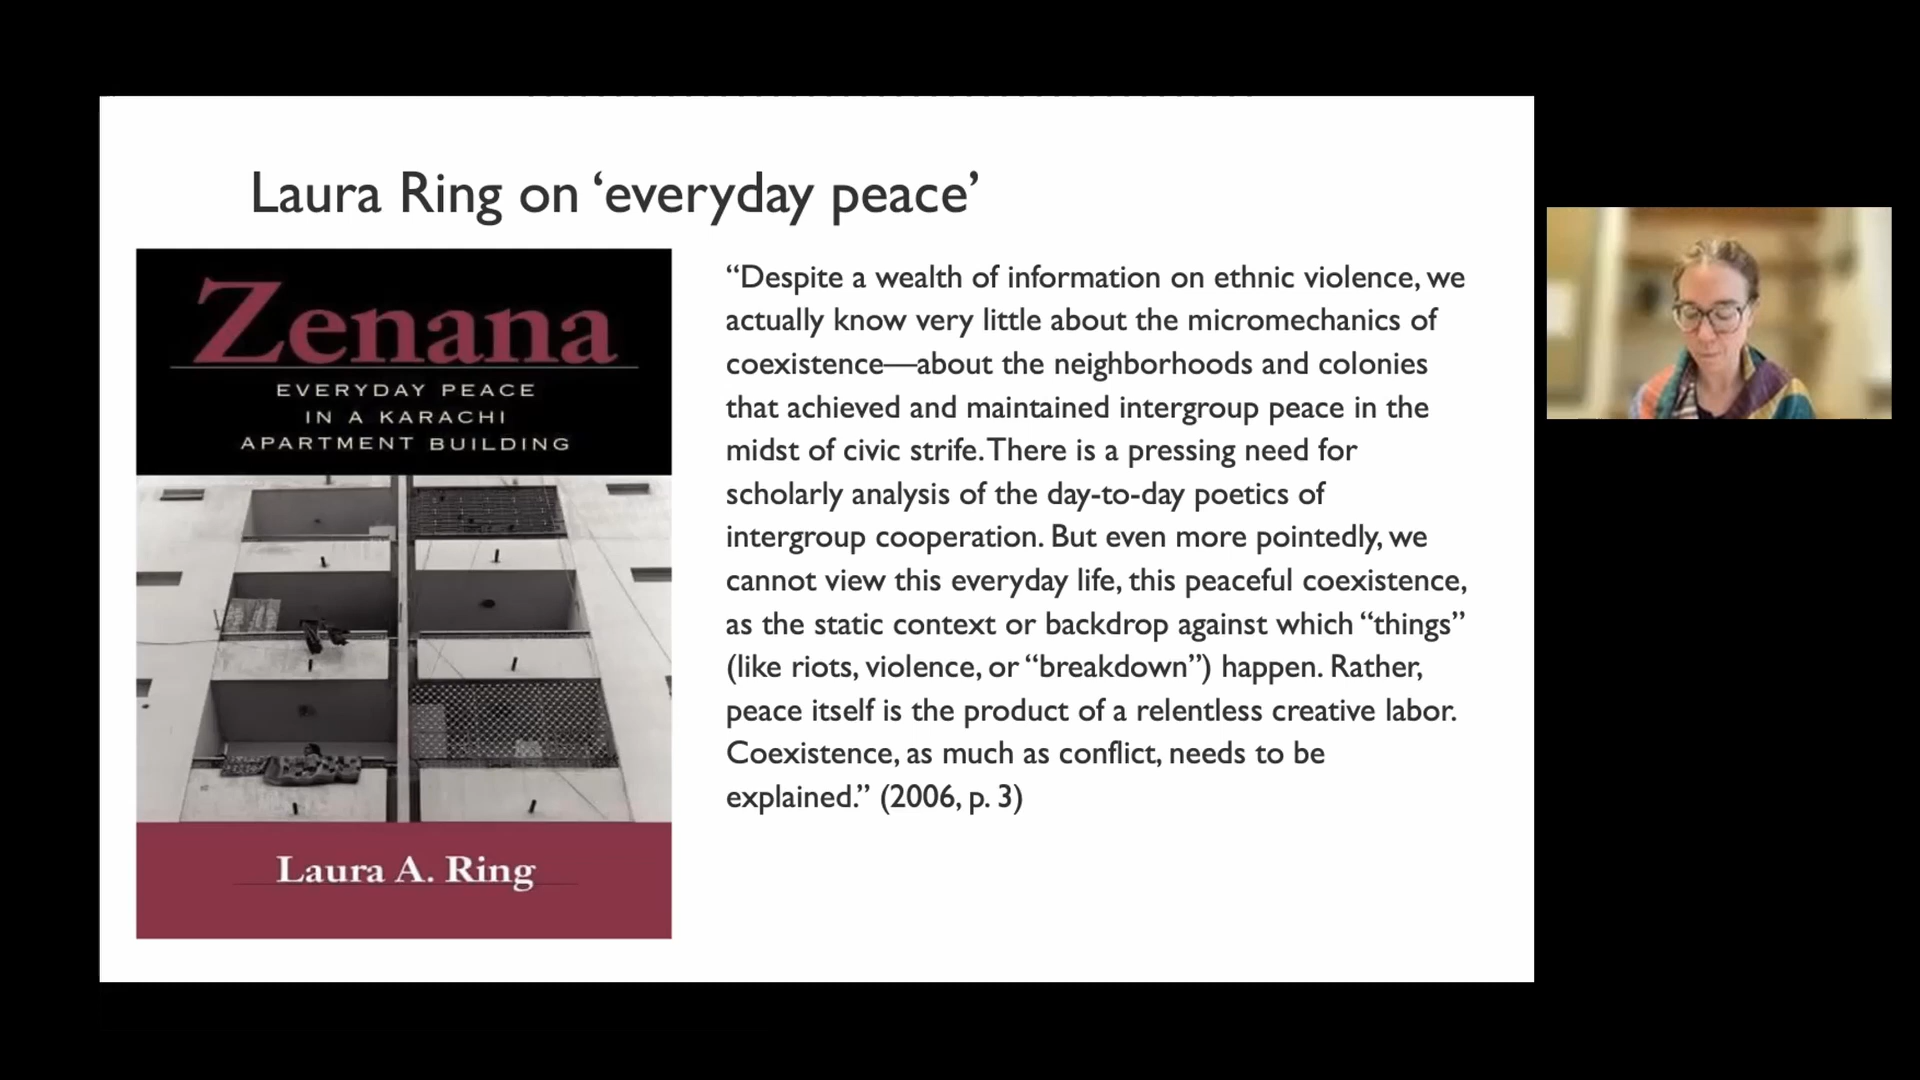 Laura Ring on ‘everyday peace’
Zenana
EVERYDAY PEACE
IN A KARACHI
APARTMENT BUILDING
Laura A. Ring
“Despite a wealth of information on ethnic violence, we
actually know very little about the micromechanics of
coexistence—about the neighborhoods and colonies
that achieved and maintained intergroup peace in the
midst of civic strife. There is a pressing need for
scholarly analysis of the day-to-day poetics of
intergroup cooperation. But even more pointedly, we
cannot view this everyday life, this peaceful coexistence,
as the static context or backdrop against which “things”
(like riots, violence, or “breakdown”) happen. Rather,
peace itself is the product of a relentless creative labor.
Coexistence, as much as conflict, needs to be
explained.” (2006, p. 3)